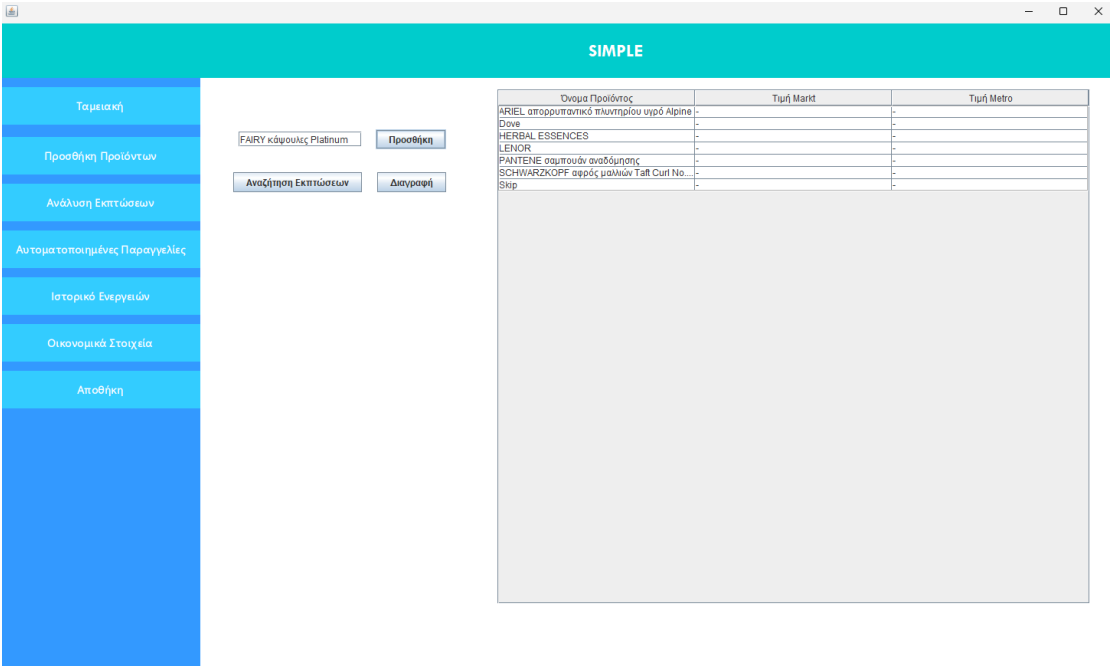 SIMPLE
Ταμειακή
Προσθήκη Προϊόντων
Ανάλυση Εκπτώσεων
Αυτοματοποιημένες Παραγγελίες
Ιστορικό Ενεργειών
Οικονομικά Στοιχεία
Αποθήκη
FAIRY κάψουλες Platinum Προσθήκη
Αναζήτηση Εκπτώσεων Διαγραφή
Όνομα Προϊόντος Τιμή Markt Τιμή Metro
ARIEL απορρυπαντικό πλυντηρίου υγρό Alpine - -
Dove - -
HERBAL ESSENCES - -
LENOR - -
PANTENE σαμπουάν αναδόμησης - -
SCHWARZKOPF αφρός μαλλιών Taft Curl No.... - -
Skip - -